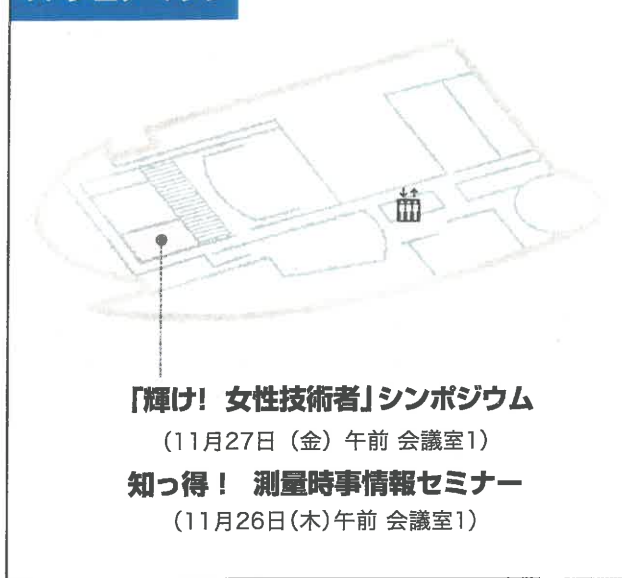 「輝け! 女性技術者」シンポジウム
(11月27日（金）午前 会議室1)
知っ得！ 測量時事情報セミナー
(11月26日(木)午前 会議室1)